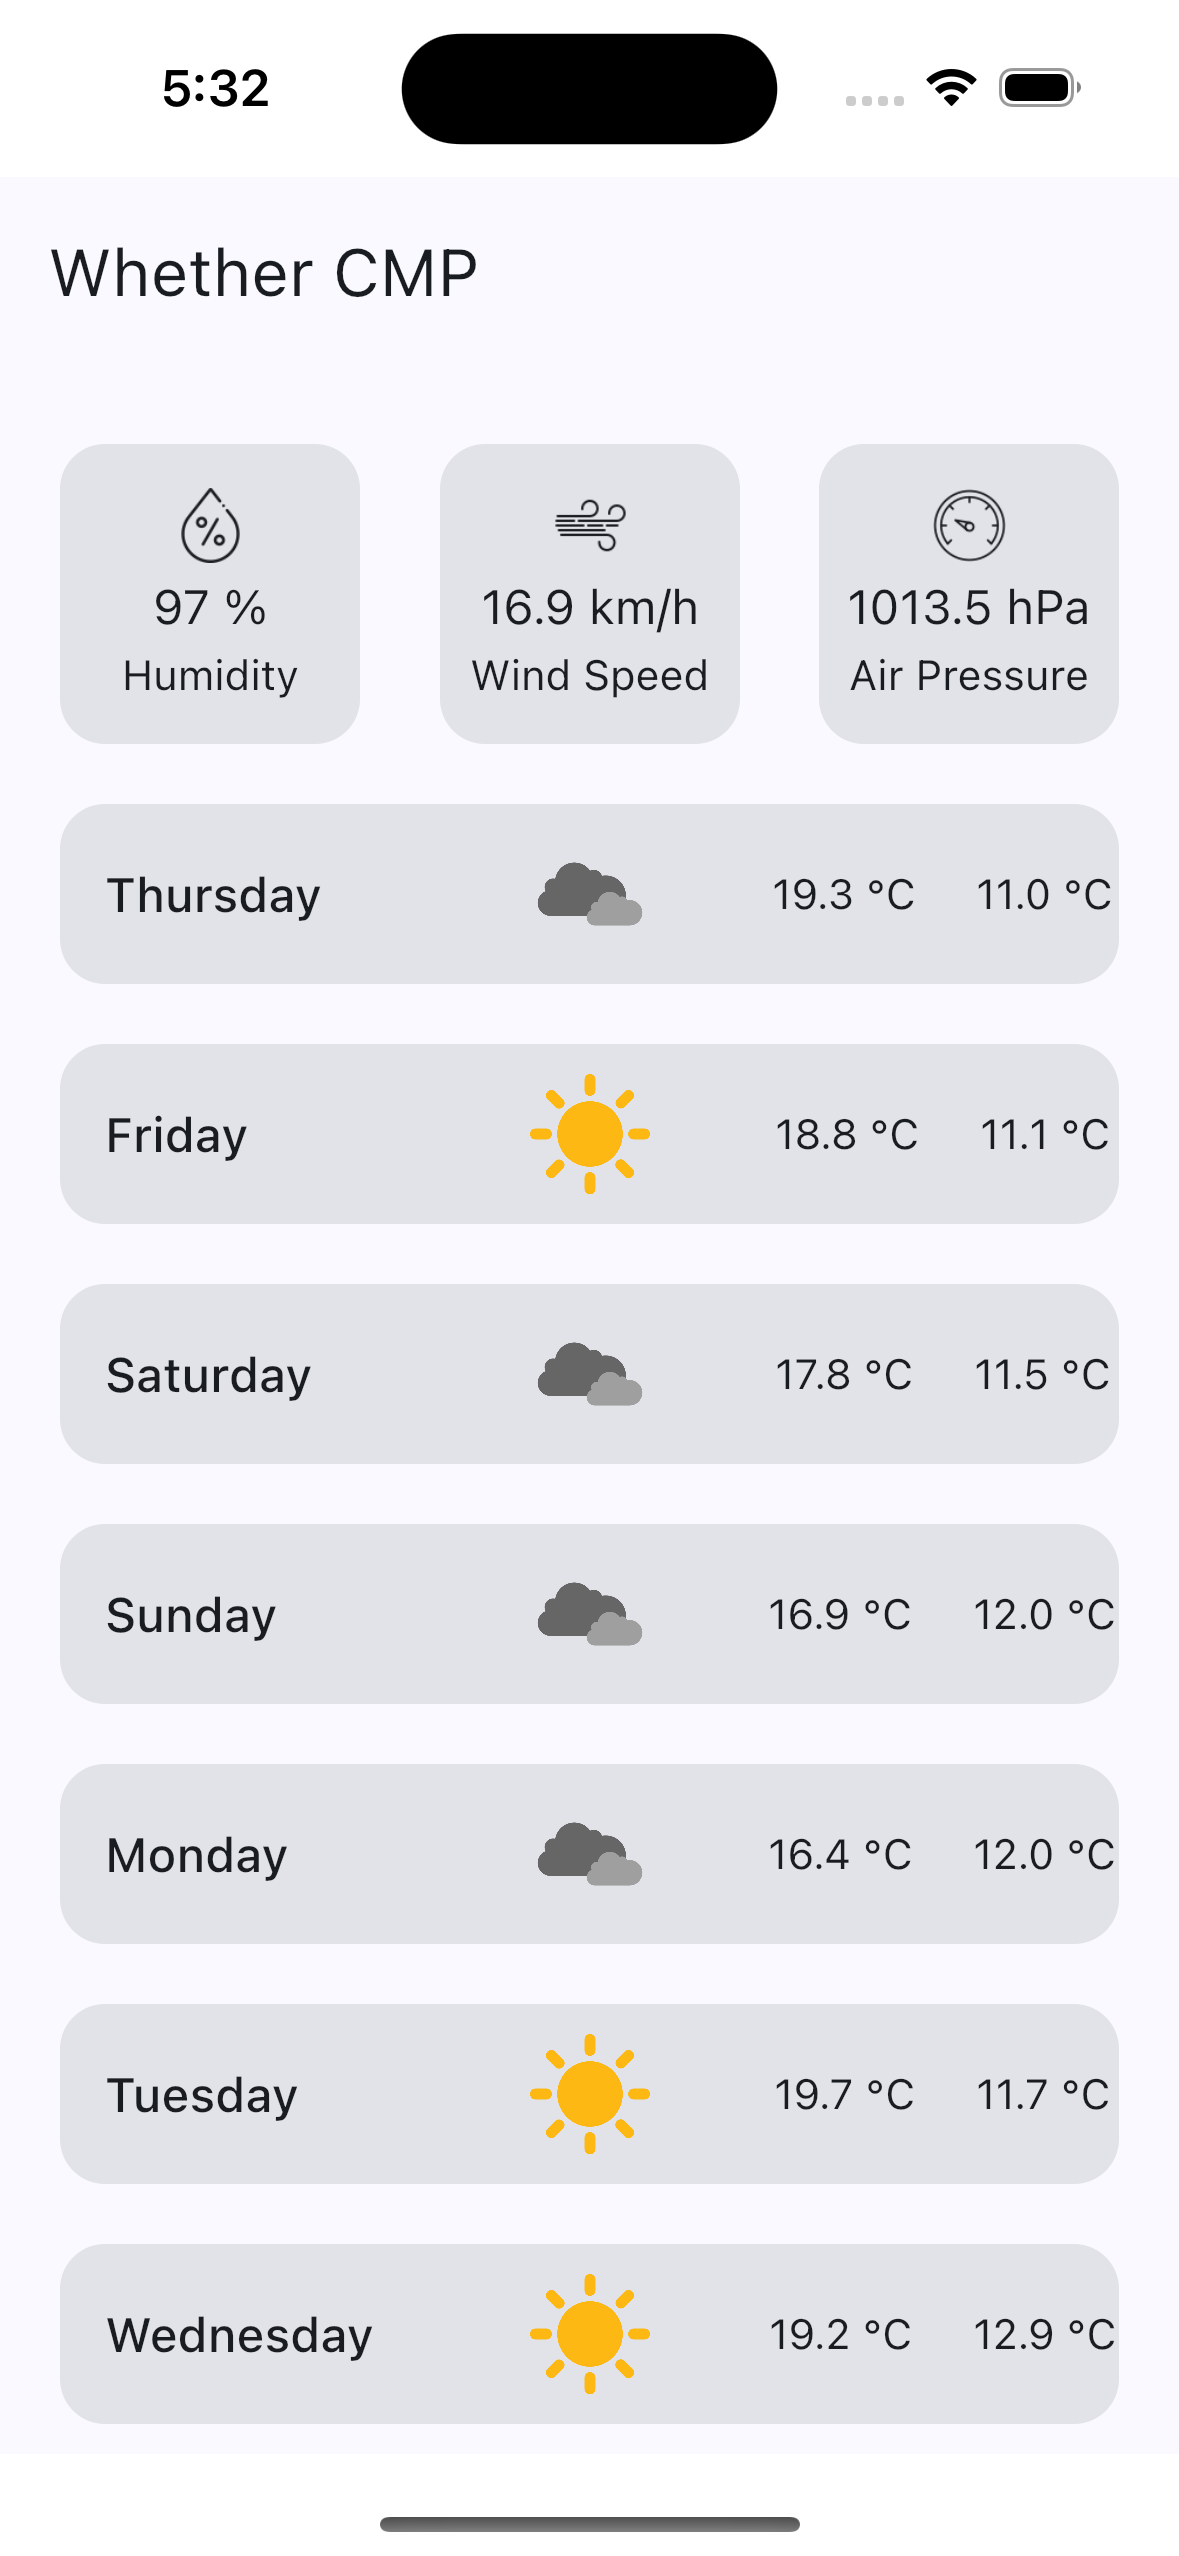 5:32
Whether CMP
97 %
Humidity
16.9 km/h
Wind Speed
1013.5 hPa
Air Pressure
Thursday 19.3 °C 11.0 °C
Friday 18.8 °C 11.1 °C
Saturday 17.8 °C 11.5 °C
Sunday 16.9 °C 12.0 °C
Monday 16.4 °C 12.0 °C
Tuesday 19.7 °C 11.7 °C
Wednesday 19.2 °C 12.9 °C